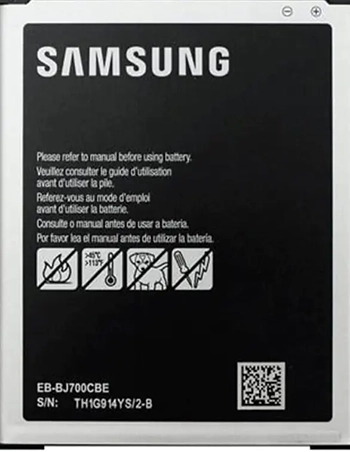 SAMSUNG
Please refer to manual before using battery.
Veuillez consulter le guide d'utilisation
avant d'utiliser la pile.
Referez-vous au mode d'emploi
avant d'utiliser la batterie.
Consulte o manual antes de usar a bateria.
Por favor lea el manual antes de utilizar la batería.
>45°C
>113°F
EB-BJ700CBE
S/N: TH1G914YS/2-B